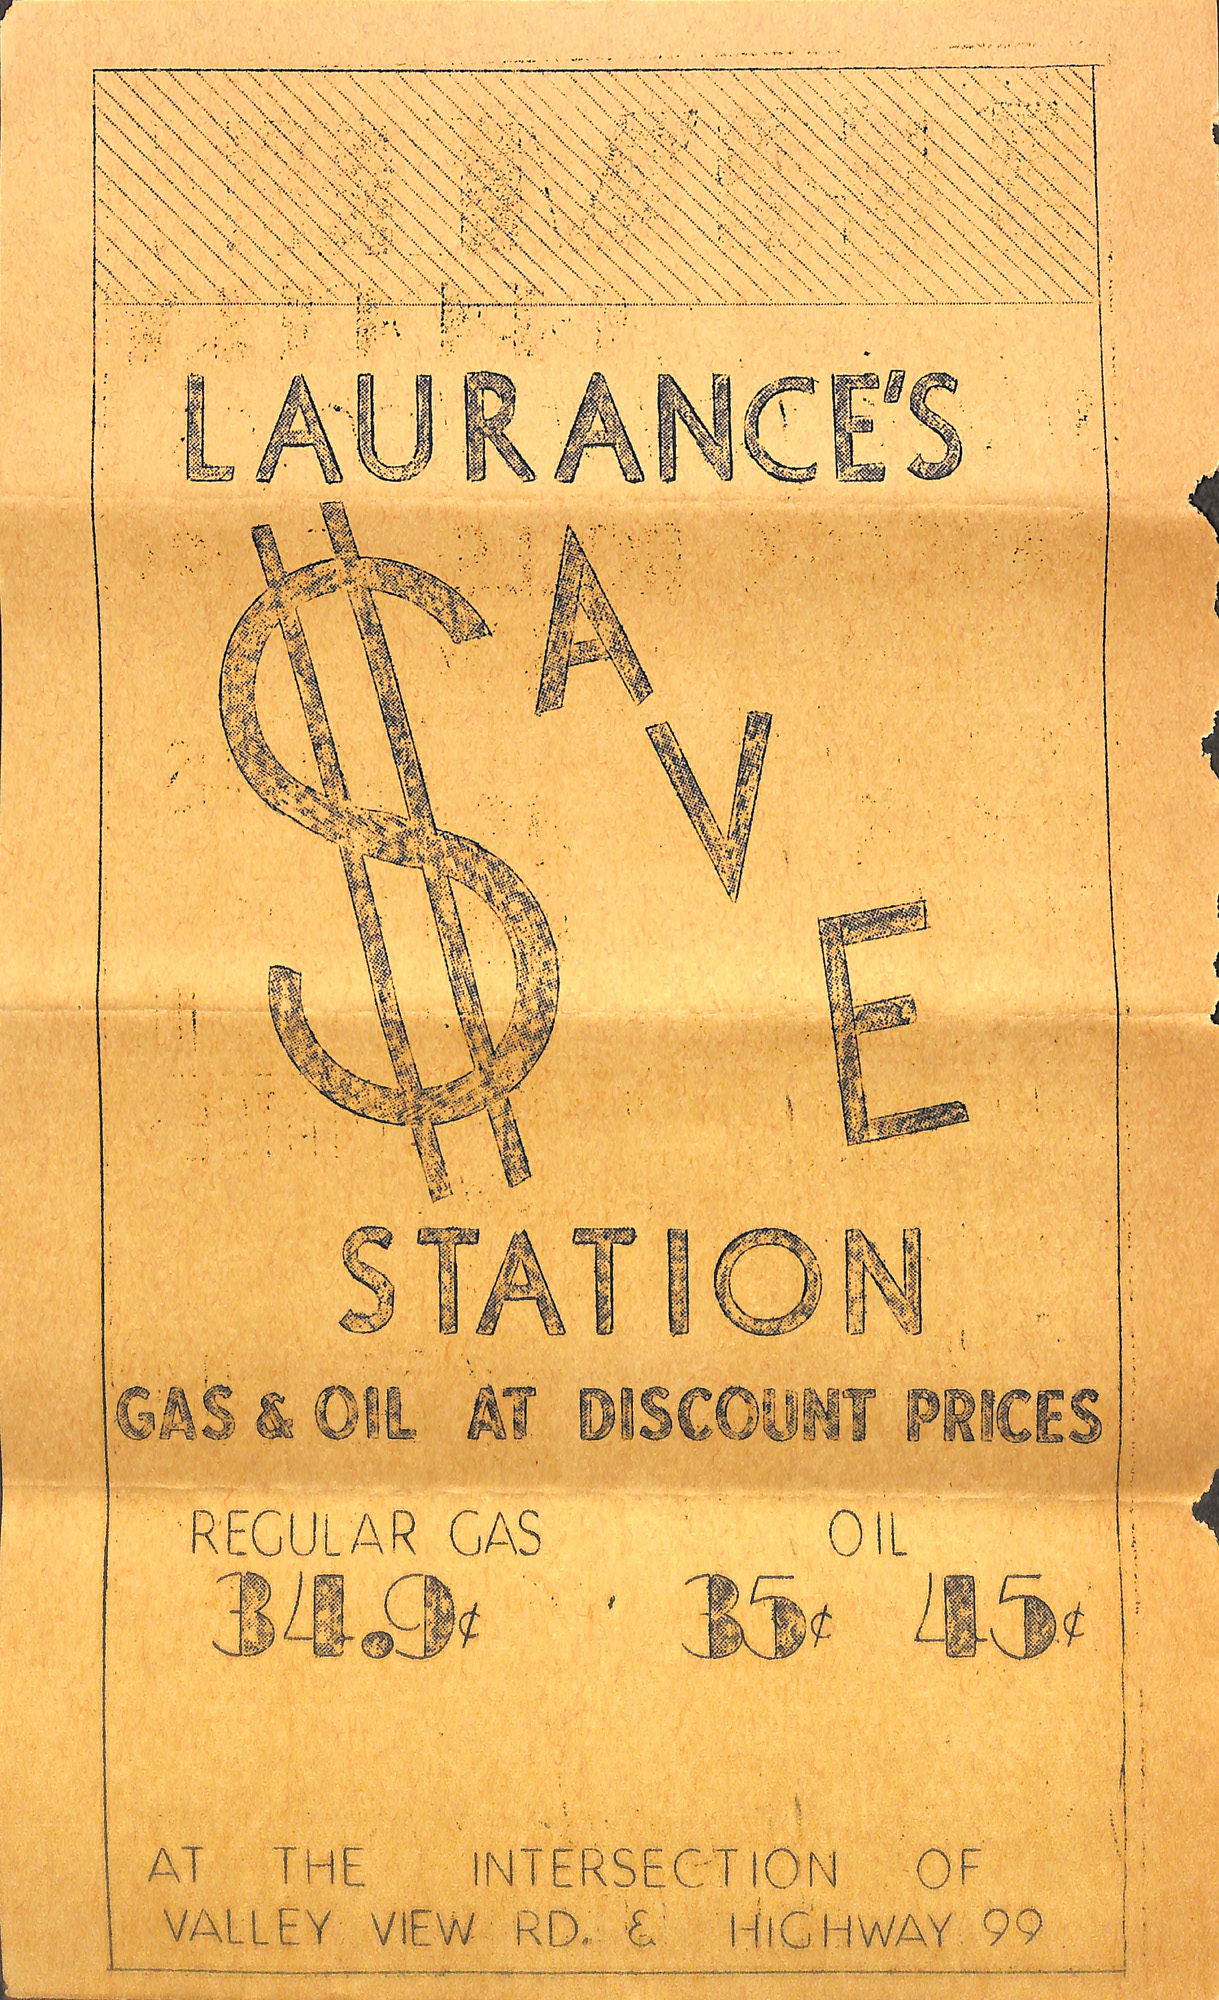 LAURANCE'S
$AVE
STATION
GAS & OIL AT DISCOUNT PRICES
REGULAR GAS OIL
34.9¢ 35¢ 45¢
AT THE INTERSECTION OF
VALLEY VIEW RD. & HIGHWAY 99